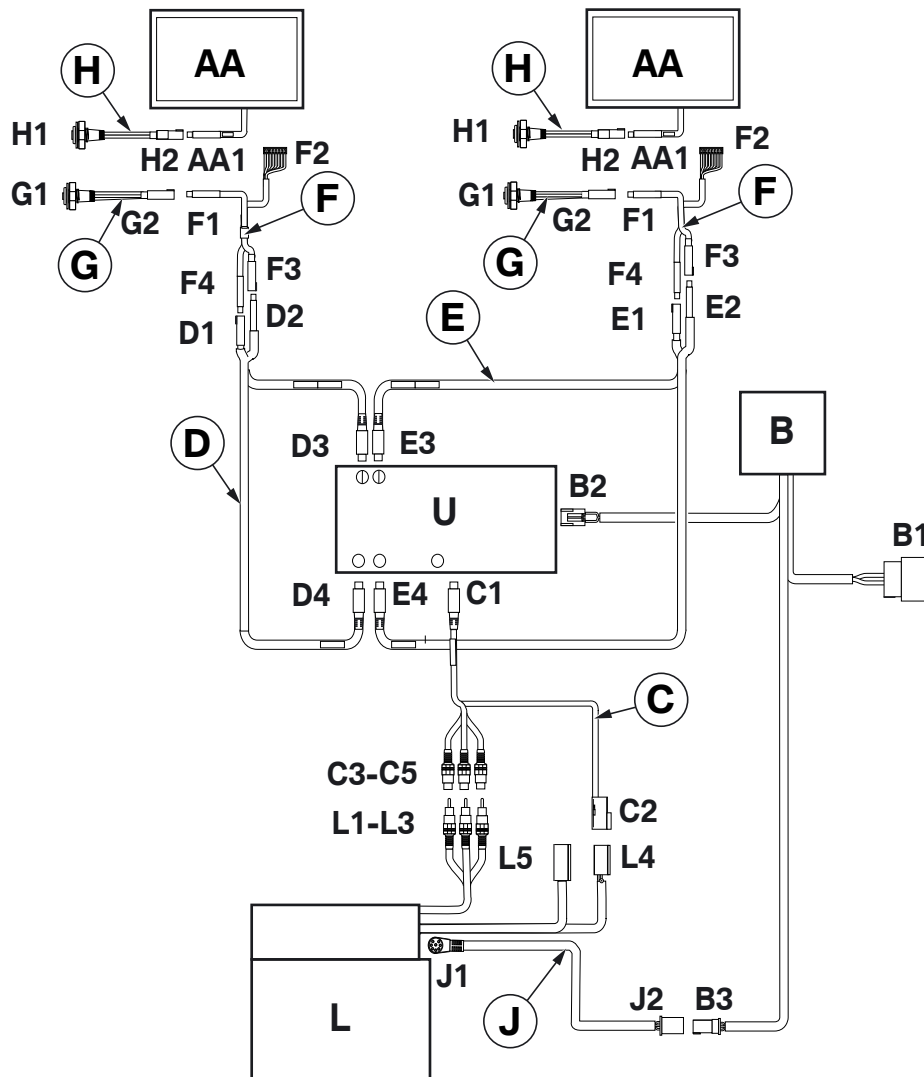 AA AA
H H
H1 H1
H2 AA1 F2 H2 AA1 F2
G1 F G1 F
G2 F1 G2 F1
G F3 G F3
F4 F4
D2 E2
D1 E E1
D D3 E3 B
U B2
B1
D4 E4 C1
C
C3-C5
C2
L1-L3
L5 L4
J1
L J J2 B3